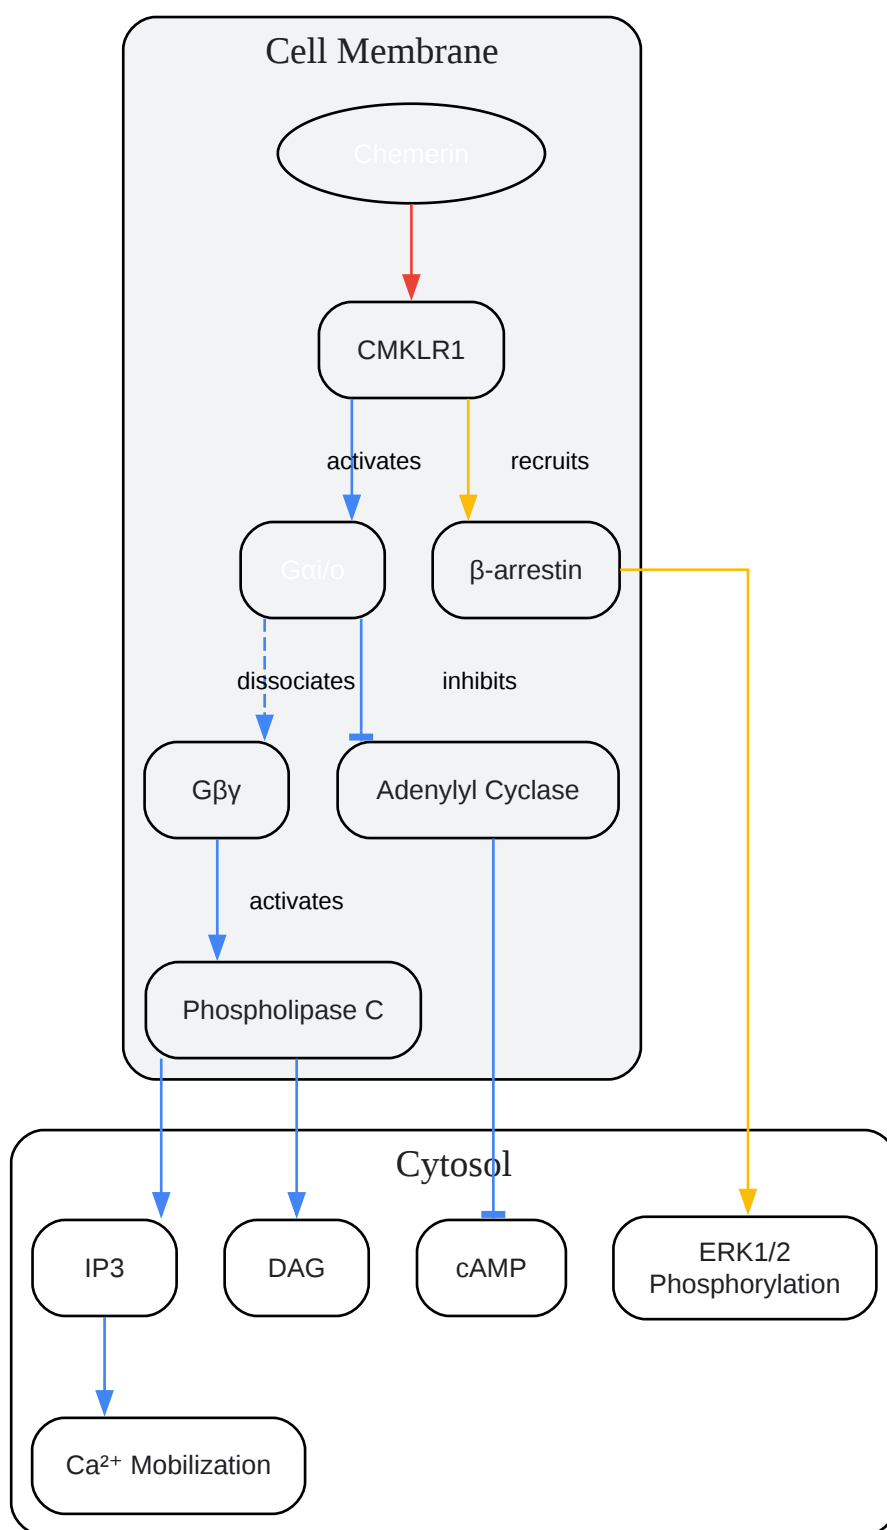 Cell Membrane
Chemerin
CMKLR1
activates
recruits
Gαi/o
β-arrestin
dissociates
inhibits
Gβγ
Adenylyl Cyclase
activates
Phospholipase C
Cytosol
IP3
DAG
cAMP
ERK1/2
Phosphorylation
Ca²⁺ Mobilization